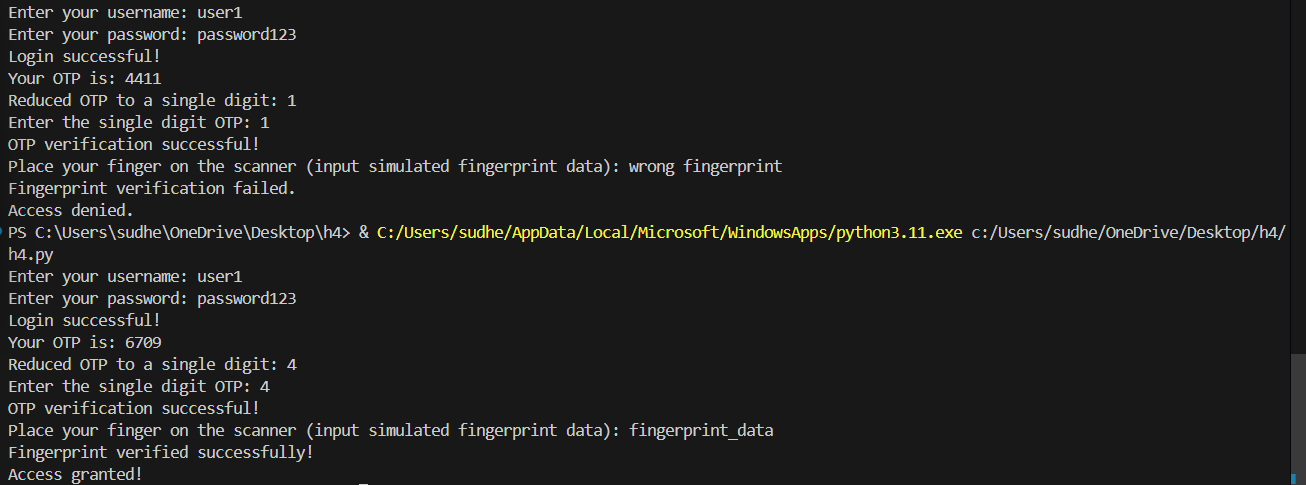 Enter your username: user1
Enter your password: password123
Login successful!
Your OTP is: 4411
Reduced OTP to a single digit: 1
Enter the single digit OTP: 1
OTP verification successful!
Place your finger on the scanner (input simulated fingerprint data): wrong fingerprint
Fingerprint verification failed.
Access denied.
PS C:\Users\sudhe\OneDrive\Desktop\h4> & C:/Users/sudhe/AppData/Local/Microsoft/WindowsApps/python3.11.exe c:/Users/sudhe/OneDrive/Desktop/h4/
h4.py
Enter your username: user1
Enter your password: password123
Login successful!
Your OTP is: 6709
Reduced OTP to a single digit: 4
Enter the single digit OTP: 4
OTP verification successful!
Place your finger on the scanner (input simulated fingerprint data): fingerprint_data
Fingerprint verified successfully!
Access granted!